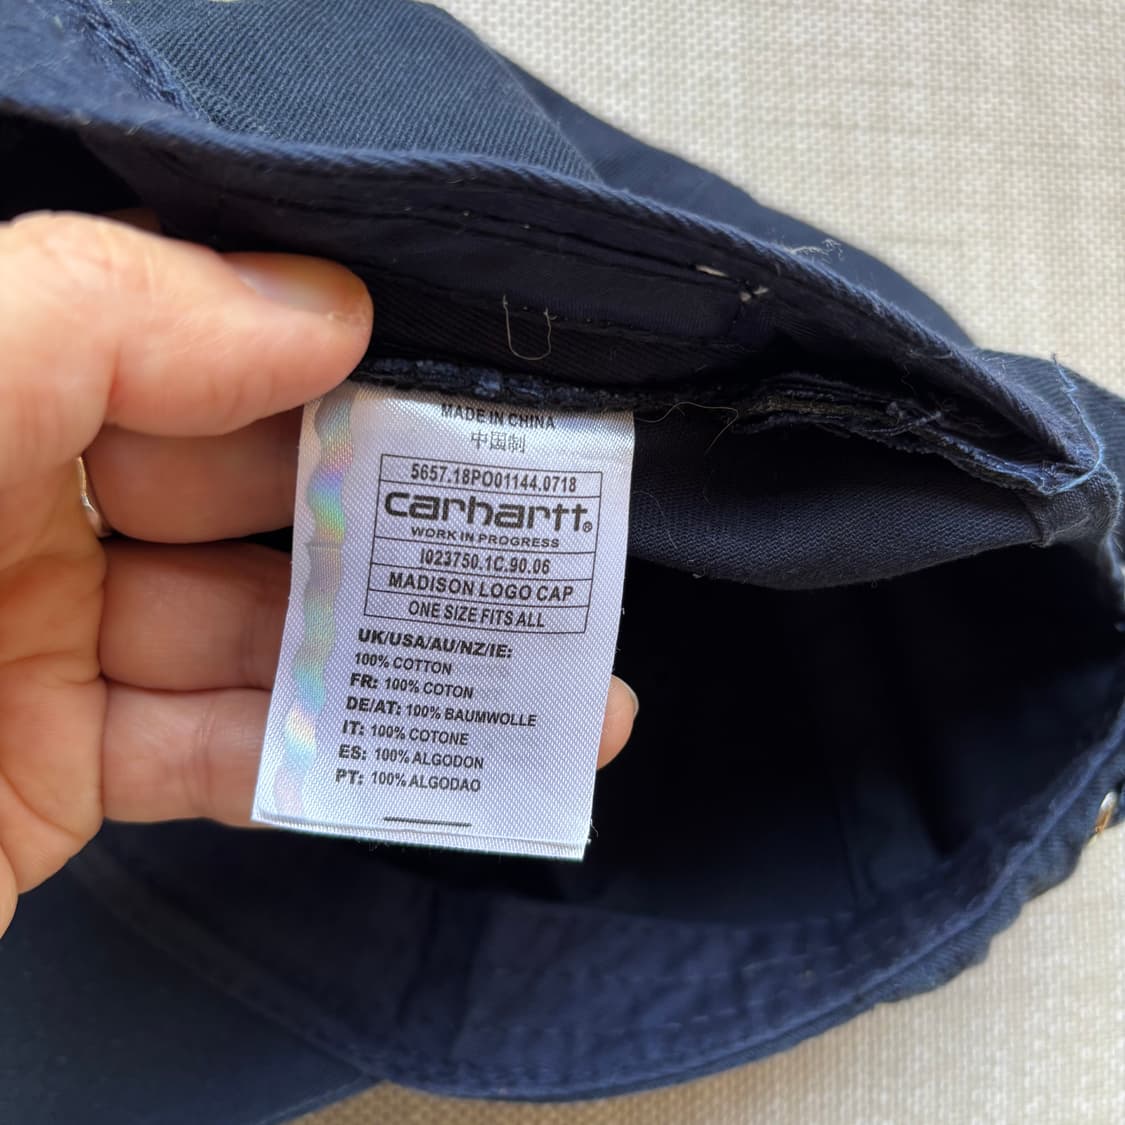 MADE IN CHINA
中国制
5657.18PO01144.0718
carhartt®
WORK IN PROGRESS
I023750.1C.90.06
MADISON LOGO CAP
ONE SIZE FITS ALL
UK/USA/AU/NZ/IE:
100% COTTON
FR: 100% COTON
DE/AT: 100% BAUMWOLLE
IT: 100% COTONE
ES: 100% ALGODON
PT: 100% ALGODAO